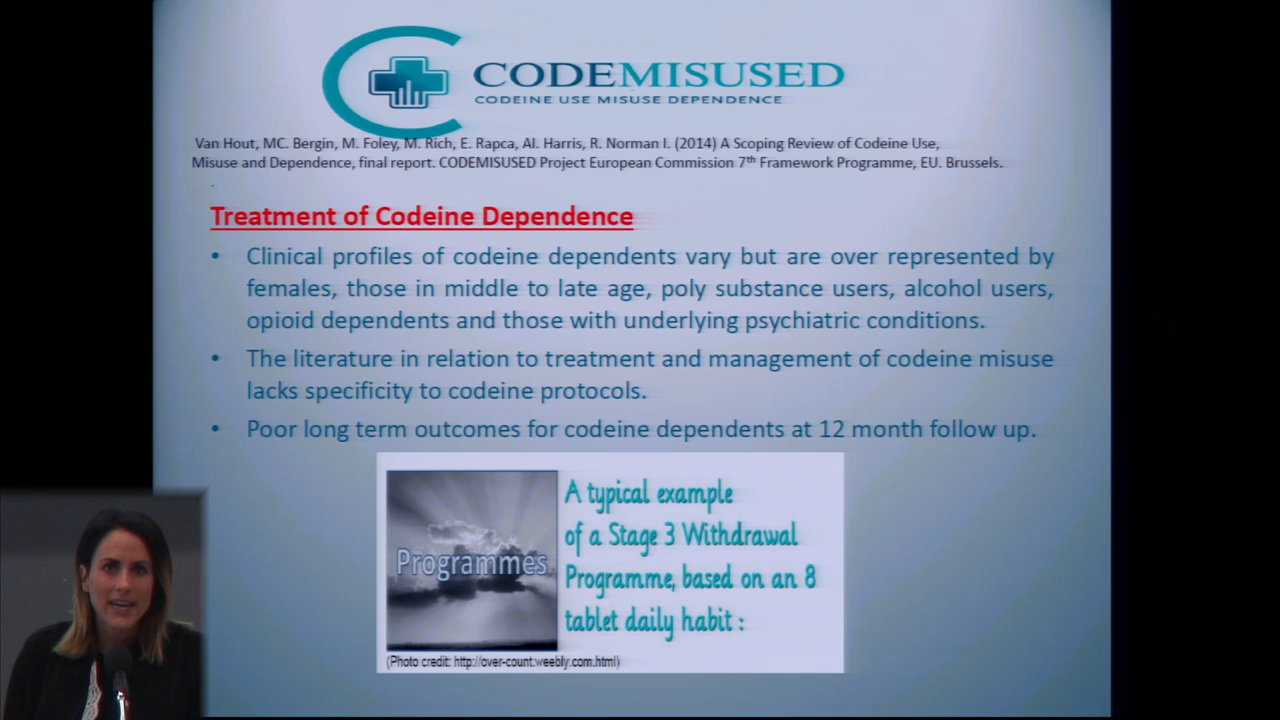 CODEMISUSED
CODEINE USE MISUSE DEPENDENCE
Van Hout, MC. Bergin, M. Foley, M. Rich, E. Rapca, AI. Harris, R. Norman I. (2014) A Scoping Review of Codeine Use,
Misuse and Dependence, final report. CODEMISUSED Project European Commission 7th Framework Programme, EU. Brussels.
.
Treatment of Codeine Dependence
• Clinical profiles of codeine dependents vary but are over represented by
females, those in middle to late age, poly substance users, alcohol users,
opioid dependents and those with underlying psychiatric conditions.
• The literature in relation to treatment and management of codeine misuse
lacks specificity to codeine protocols.
• Poor long term outcomes for codeine dependents at 12 month follow up.
Programmes
A typical example
of a Stage 3 Withdrawal
Programme, based on an 8
tablet daily habit :
(Photo credit: http://over-count.weebly.com.html)